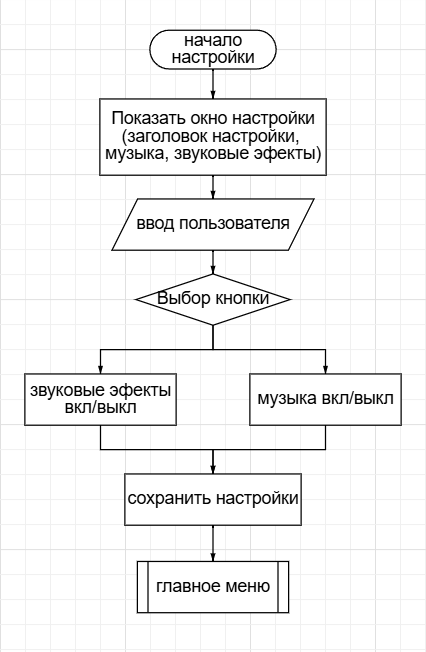 начало
настройки
Показать окно настройки
(заголовок настройки,
музыка, звуковые эфекты)
ввод пользователя
Выбор кнопки
звуковые эфекты
вкл/выкл
музыка вкл/выкл
сохранить настройки
главное меню